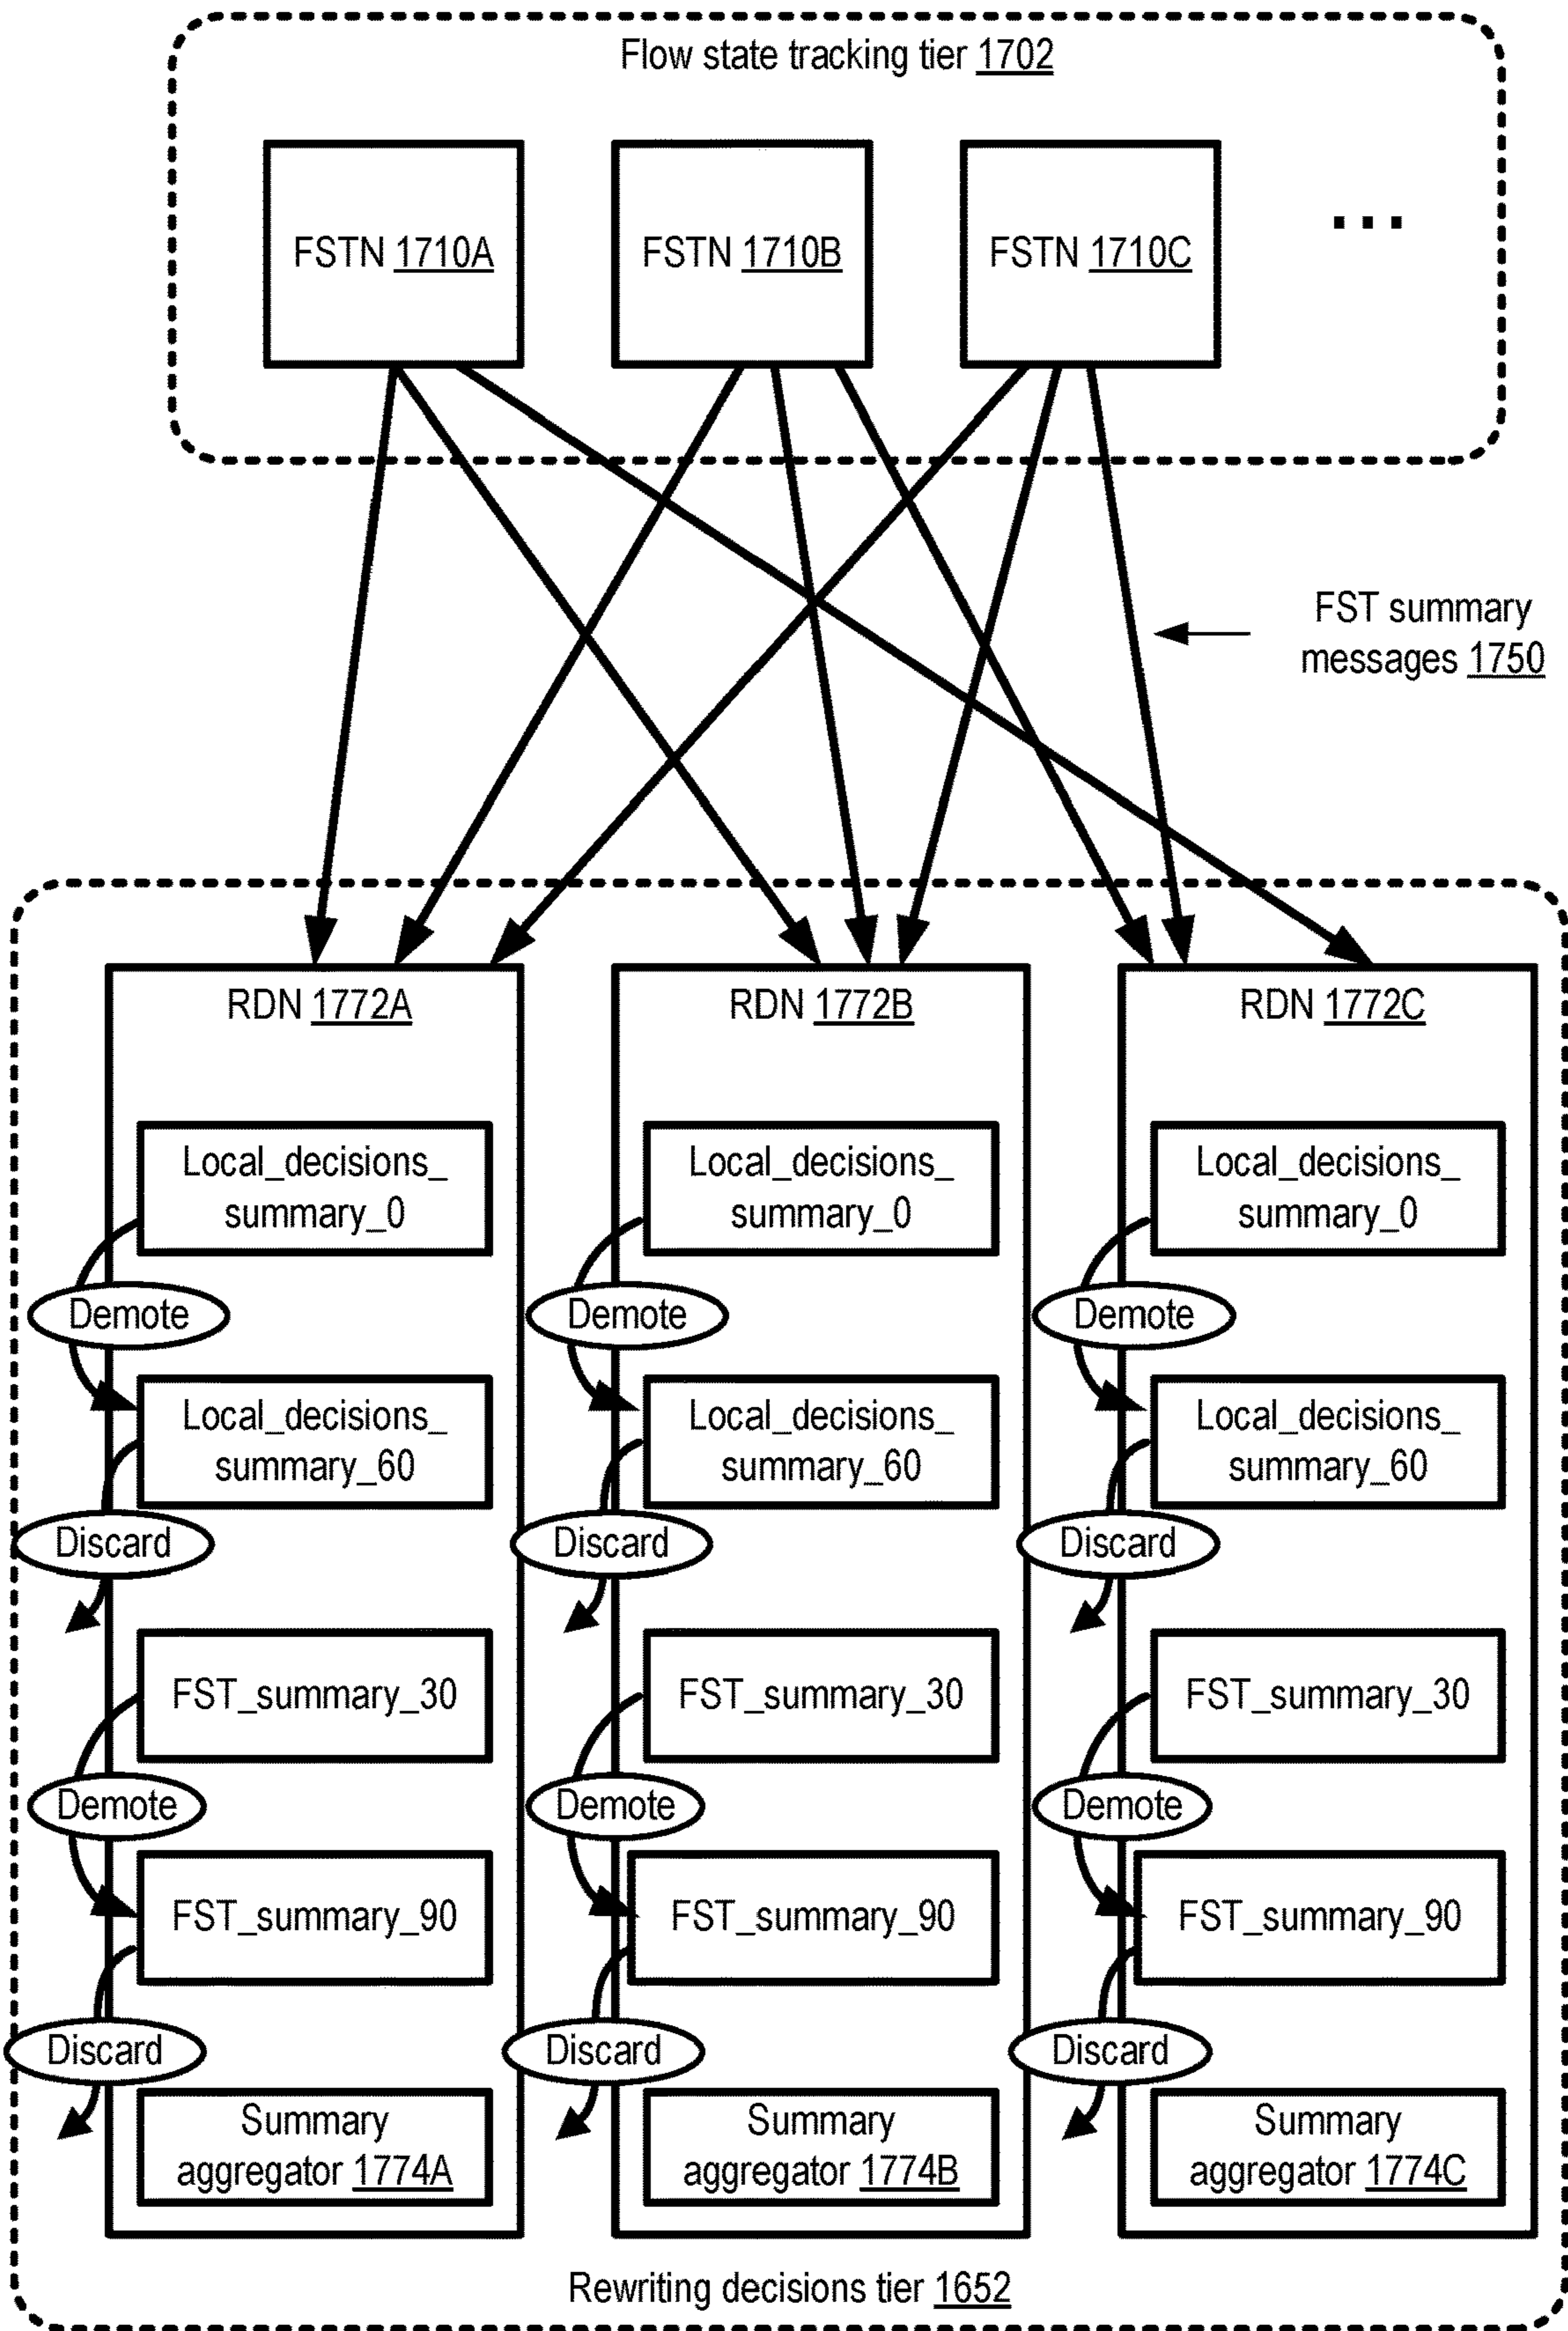 Flow state tracking tier 1702
FSTN 1710A
FSTN 1710B
FSTN 1710C
...
FST summary
messages 1750
RDN 1772A
RDN 1772B
RDN 1772C
Local_decisions_
summary_0
Local_decisions_
summary_0
Local_decisions_
summary_0
Demote
Demote
Demote
Local_decisions_
summary_60
Local_decisions_
summary_60
Local_decisions_
summary_60
Discard
Discard
Discard
FST_summary_30
FST_summary_30
FST_summary_30
Demote
Demote
Demote
FST_summary_90
FST_summary_90
FST_summary_90
Discard
Discard
Discard
Summary
aggregator 1774A
Summary
aggregator 1774B
Summary
aggregator 1774C
Rewriting decisions tier 1652